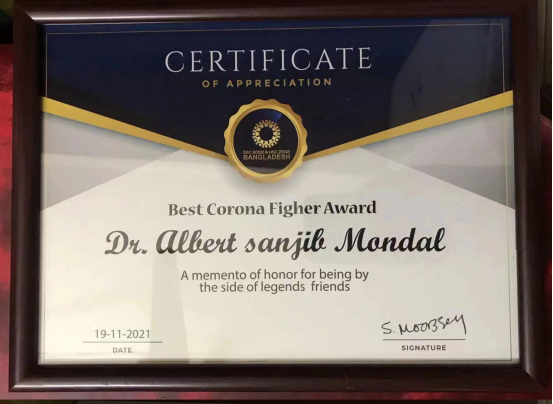 CERTIFICATE
OF APPRECIATION
SSC 2000 & HSC 2002
BANGLADESH
Best Corona Figher Award
Dr. Albert sanjib Mondal
A memento of honor for being by
the side of legends friends
19-11-2021
DATE
SIGNATURE